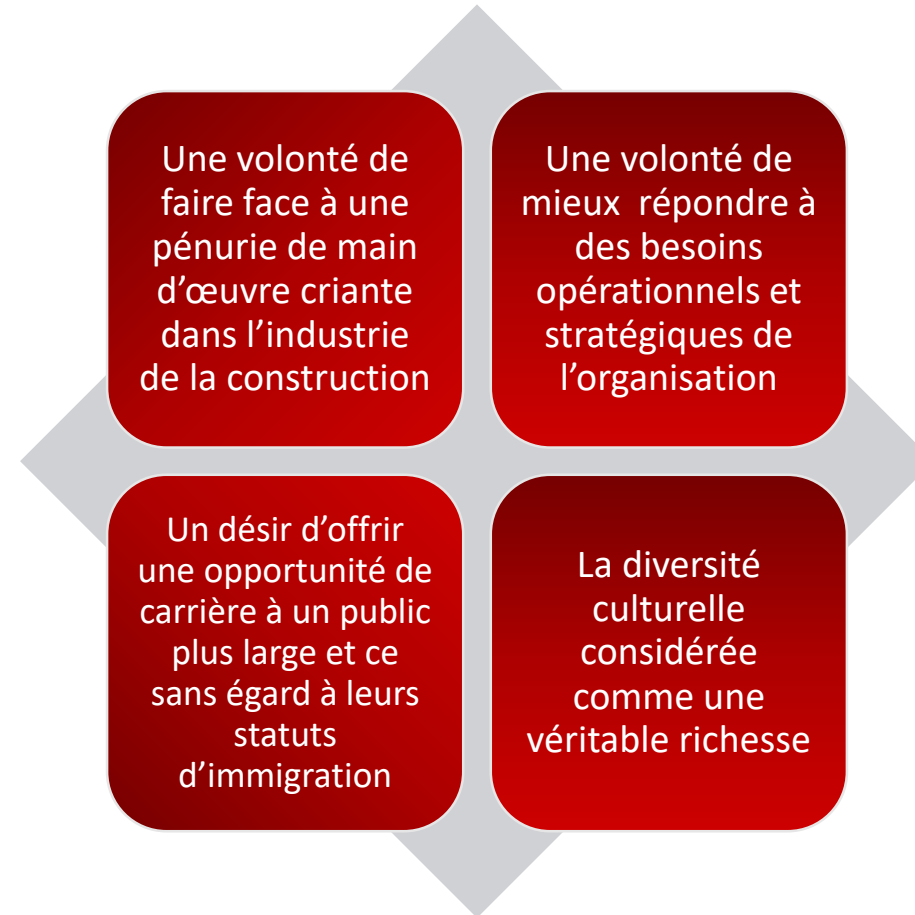 Une volonté de
faire face à une
pénurie de main
d’œuvre criante
dans l’industrie
de la construction
Une volonté de
mieux  répondre à
des besoins
opérationnels et
stratégiques de
l’organisation
Un désir d’offrir
une opportunité de
carrière à un public
plus large et ce
sans égard à leurs
statuts
d’immigration
La diversité
culturelle
considérée
comme une
véritable richesse